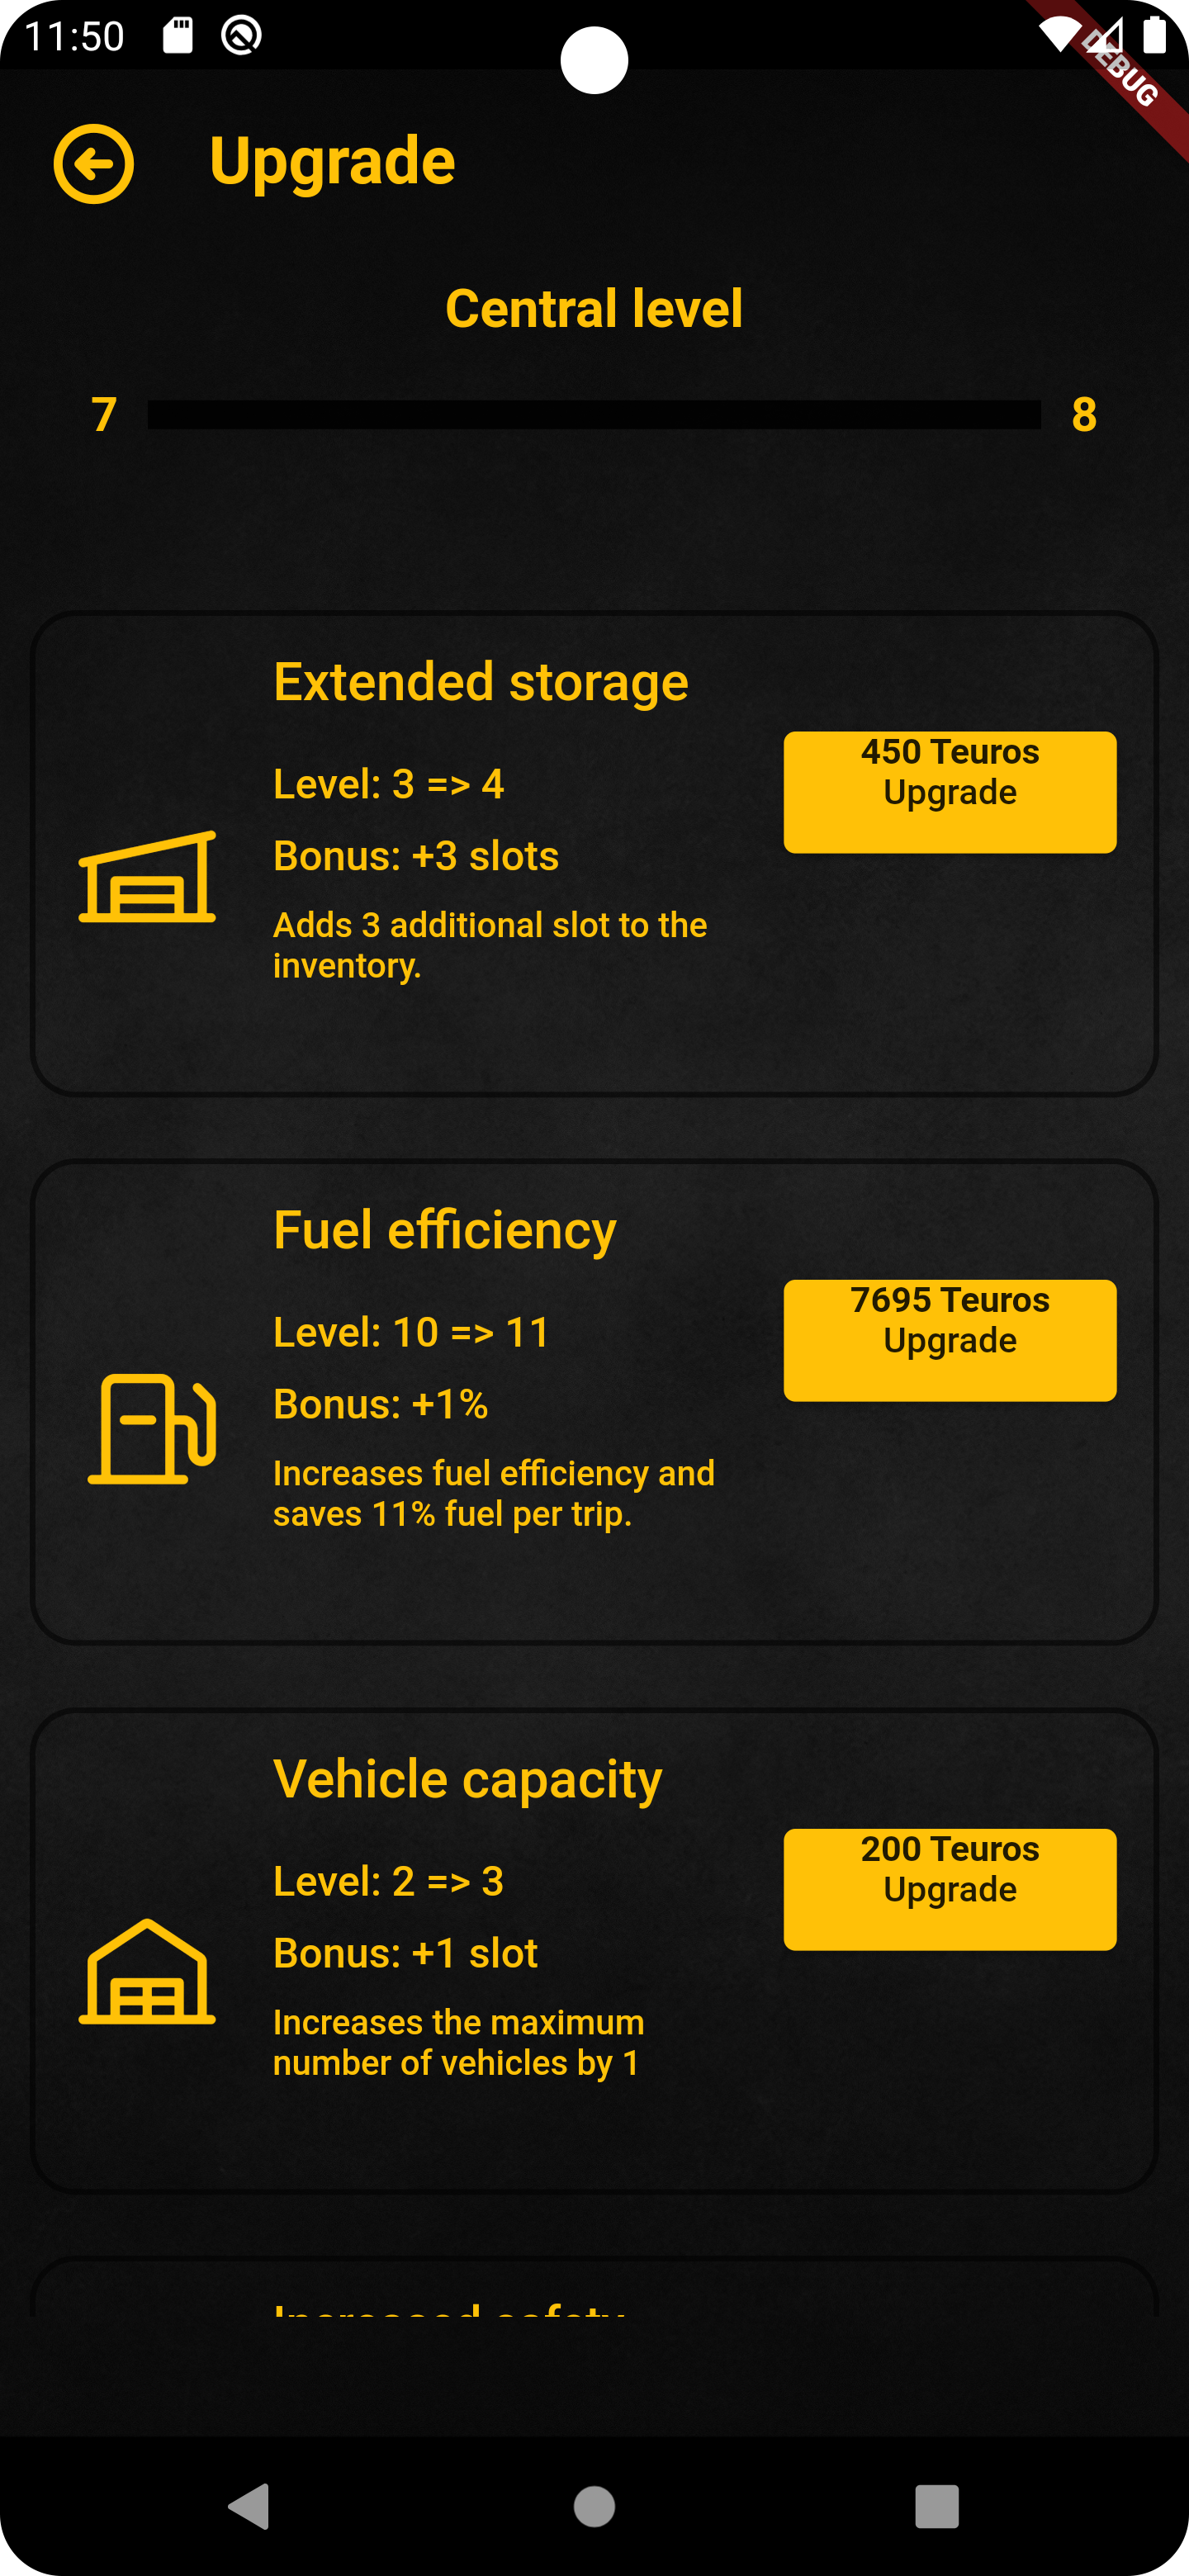 11:50
DEBUG
Upgrade
Central level
7 8
Extended storage
450 Teuros
Upgrade
Level: 3 => 4
Bonus: +3 slots
Adds 3 additional slot to the
inventory.
Fuel efficiency
7695 Teuros
Upgrade
Level: 10 => 11
Bonus: +1%
Increases fuel efficiency and
saves 11% fuel per trip.
Vehicle capacity
200 Teuros
Upgrade
Level: 2 => 3
Bonus: +1 slot
Increases the maximum
number of vehicles by 1
Increased safety